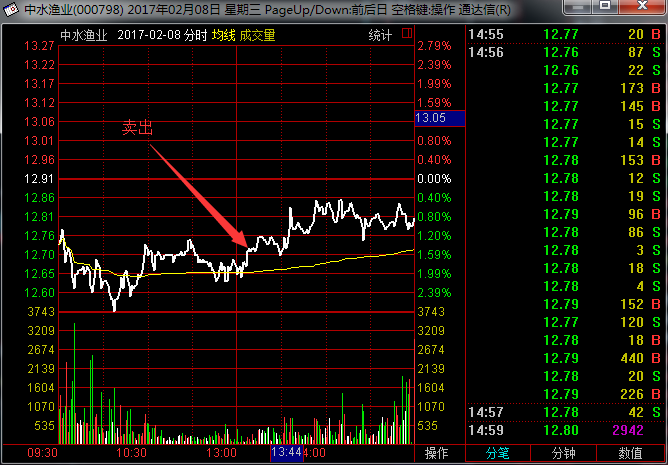 中水渔业(000798) 2017年02月08日 星期三 PageUp/Down:前后日 空格键:操作 通达信(R)
中水渔业 2017-02-08 分时 均线 成交量 统计
13.27 2.79%
13.22 2.39%
13.17 1.99%
13.12 1.59%
13.06 13.05
13.01 0.80%
12.96 0.40%
12.91 0.00%
12.86 0.40%
12.81 0.80%
12.76 1.20%
12.70 1.59%
12.65 1.99%
12.60 2.39%
卖出
3743 3743
3209 3209
2674 2674
2139 2139
1604 1604
1070 1070
535 535
09:30 10:30 13:00 13:44 4:00 操作
14:55 12.77 20 B
14:56 12.76 87 S
12.76 22 S
12.77 173 B
12.77 145 B
12.77 15 S
12.77 14 S
12.78 153 B
12.78 12 S
12.78 19 S
12.79 96 B
12.78 86 S
12.78 3 S
12.78 18 S
12.78 4 S
12.79 152 B
12.77 120 S
12.78 18 S
12.79 440 B
12.78 20 S
12.79 226 B
14:57 12.78 42 S
14:59 12.80 2942
分笔 分钟 数值